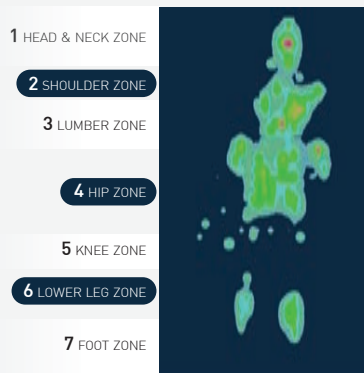 1 HEAD & NECK ZONE
2 SHOULDER ZONE
3 LUMBER ZONE
4 HIP ZONE
5 KNEE ZONE
6 LOWER LEG ZONE
7 FOOT ZONE